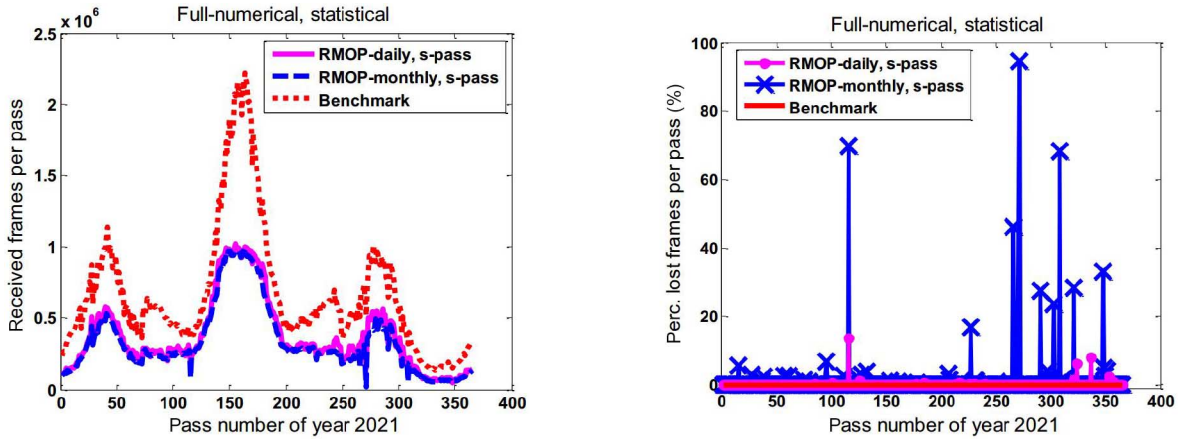 Full-numerical, statistical
x 10^6
2.5
2
1.5
1
0.5
0
Received frames per pass
RMOP-daily, s-pass
RMOP-monthly, s-pass
Benchmark
0 50 100 150 200 250 300 350 400
Pass number of year 2021
Full-numerical, statistical
100
80
60
40
20
0
Perc. lost frames per pass (%)
RMOP-daily, s-pass
RMOP-monthly, s-pass
Benchmark
0 50 100 150 200 250 300 350 400
Pass number of year 2021